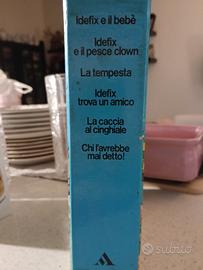 Idefix e il bebè
Idefix
e il pesce clown
La tempesta
Idefix
trova un amico
La caccia
al cinghiale
Chi l'avrebbe
mai detto!
subito